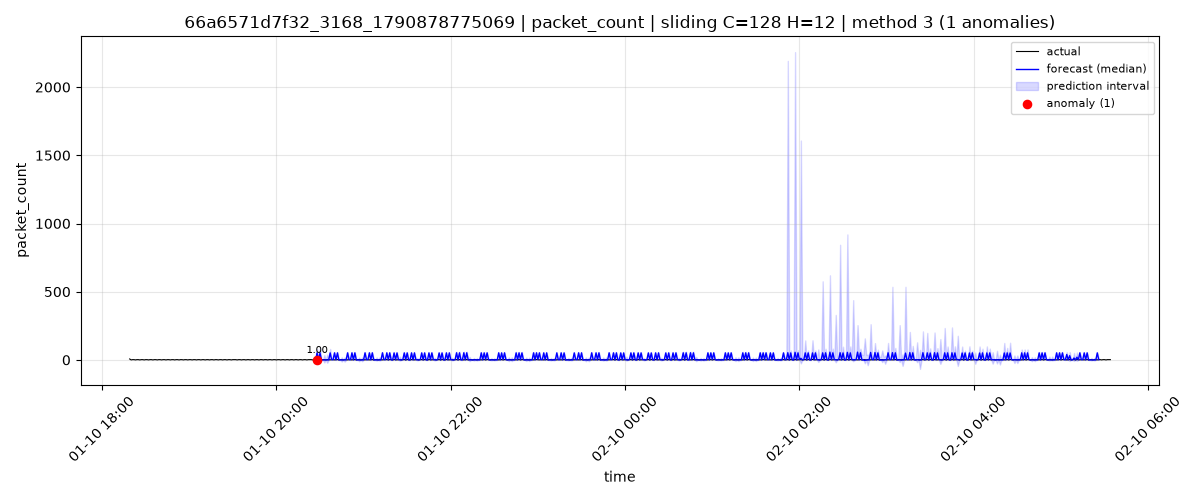 66a6571d7f32_3168_1790878775069 | packet_count | sliding C=128 H=12 | method 3 (1 anomalies)
actual
forecast (median)
prediction interval
anomaly (1)
packet_count
2000
1500
1000
500
0
1.00
01-10 18:00
01-10 20:00
01-10 22:00
02-10 00:00
02-10 02:00
02-10 04:00
02-10 06:00
time